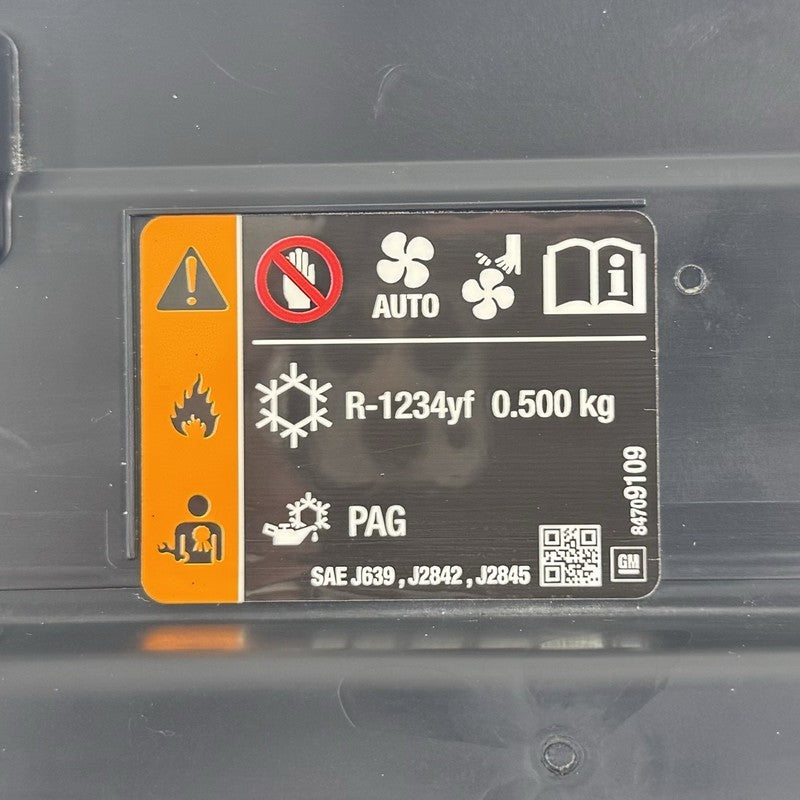 AUTO
R-1234yf 0.500 kg
PAG
SAE J639 , J2842 , J2845
84709109
GM